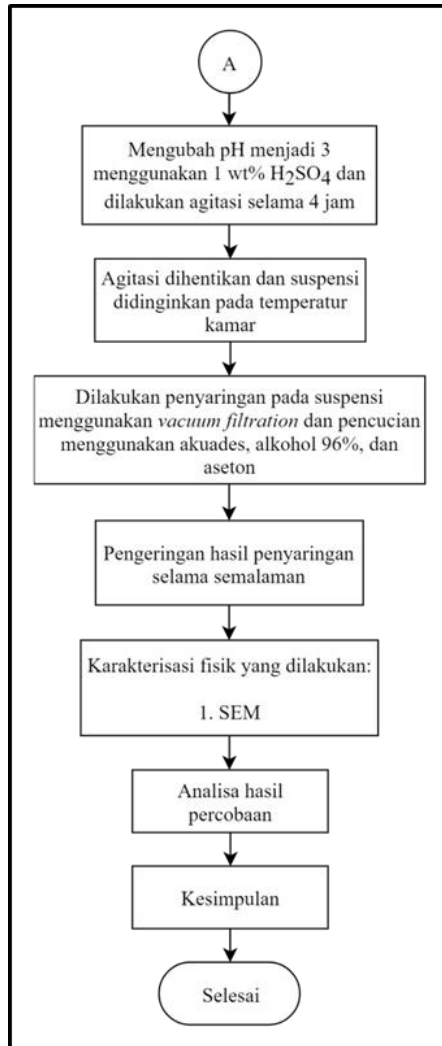 A
Mengubah pH menjadi 3
menggunakan 1 wt% H₂SO₄ dan
dilakukan agitasi selama 4 jam
Agitasi dihentikan dan suspensi
didinginkan pada temperatur
kamar
Dilakukan penyaringan pada suspensi
menggunakan vacuum filtration dan pencucian
menggunakan akuades, alkohol 96%, dan
aseton
Pengeringan hasil penyaringan
selama semalaman
Karakterisasi fisik yang dilakukan:
1. SEM
Analisa hasil
percobaan
Kesimpulan
Selesai